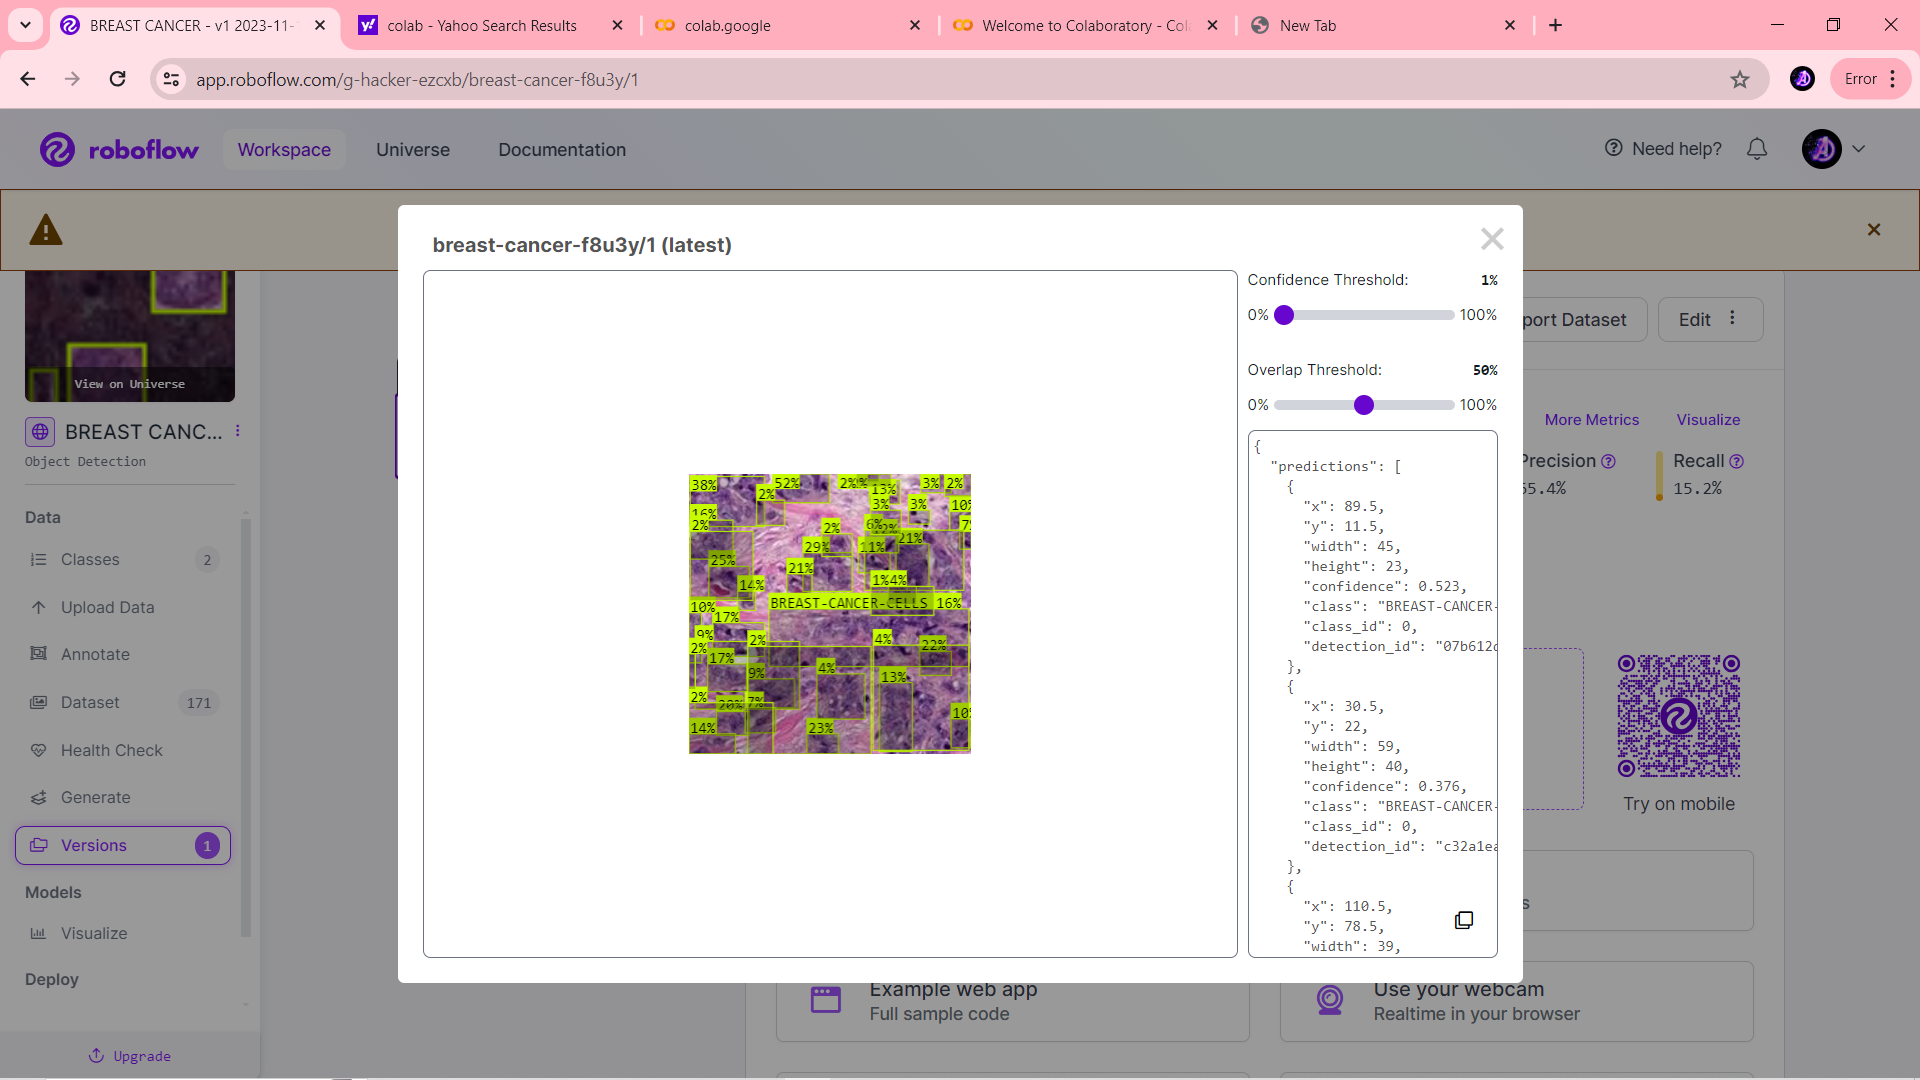 BREAST CANCER - v1 2023-11-
colab - Yahoo Search Results
colab.google
Welcome to Colaboratory - Col
New Tab
app.roboflow.com/g-hacker-ezcxb/breast-cancer-f8u3y/1
Error
roboflow
Workspace
Universe
Documentation
Need help?
View on Universe
BREAST CANC...
Object Detection
Data
Classes
2
Upload Data
Annotate
Dataset
171
Health Check
Generate
Versions
1
Models
Visualize
Deploy
Upgrade
breast-cancer-f8u3y/1 (latest)
38%
52%
2%
13%
3%
2%
2%
16%
3%
3%
10%
2%
2%
6%
21%
29%
11%
25%
21%
14%
1%
4%
10%
BREAST-CANCER-CELLS 16%
17%
9%
2%
4%
22%
2%
17%
4%
9%
13%
2%
20%
7%
10
14%
23%
Confidence Threshold:
1%
0%
100%
Overlap Threshold:
50%
0%
100%
{
"predictions": [
{
"x": 89.5,
"y": 11.5,
"width": 45,
"height": 23,
"confidence": 0.523,
"class": "BREAST-CANCER-
"class_id": 0,
"detection_id": "07b612
},
{
"x": 30.5,
"y": 22,
"width": 59,
"height": 40,
"confidence": 0.376,
"class": "BREAST-CANCER-
"class_id": 0,
"detection_id": "c32a1ea
},
{
"x": 110.5,
"y": 78.5,
"width": 39,
port Dataset
Edit
More Metrics
Visualize
Precision
55.4%
Recall
15.2%
Try on mobile
s
Example web app
Full sample code
Use your webcam
Realtime in your browser